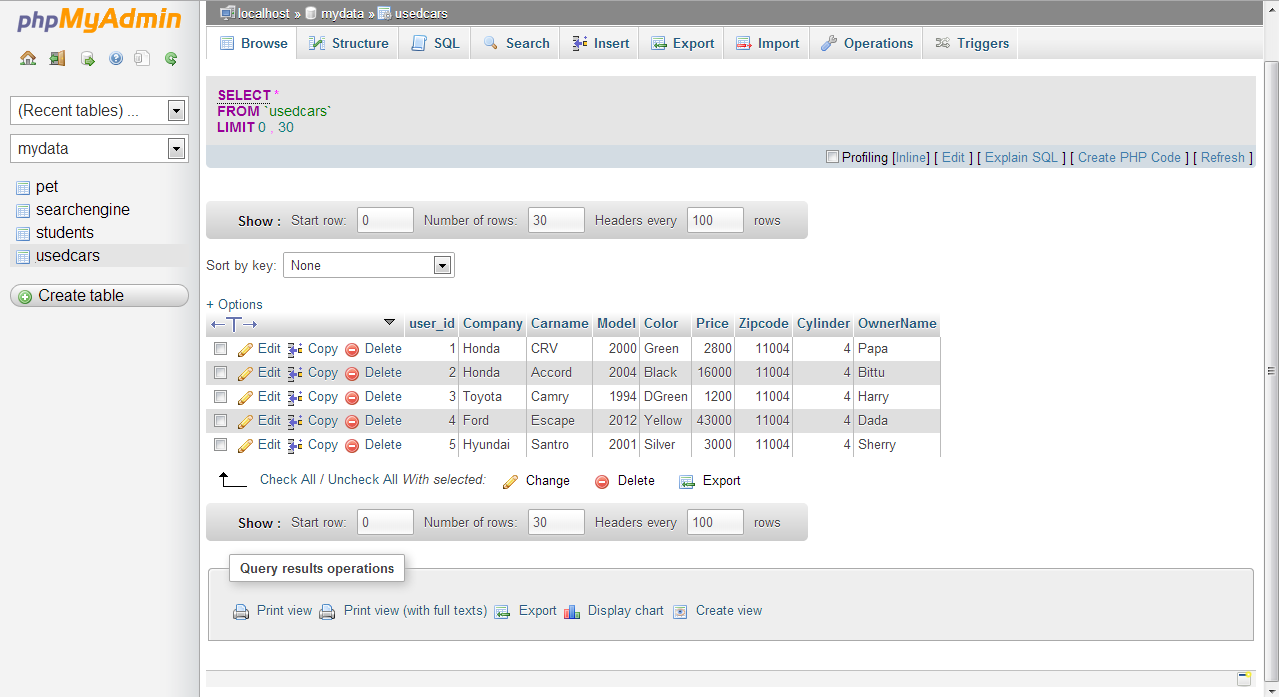 phpMyAdmin
(Recent tables) ...
mydata
pet
searchengine
students
usedcars
Create table
localhost » mydata » usedcars
Browse Structure SQL Search Insert Export Import Operations Triggers
SELECT *
FROM `usedcars`
LIMIT 0 , 30
Profiling [Inline] [ Edit ] [ Explain SQL ] [ Create PHP Code ] [ Refresh ]
Show : Start row: 0 Number of rows: 30 Headers every 100 rows
Sort by key: None
+ Options
←T→ user_id Company Carname Model Color Price Zipcode Cylinder OwnerName
Edit Copy Delete 1 Honda CRV 2000 Green 2800 11004 4 Papa
Edit Copy Delete 2 Honda Accord 2004 Black 16000 11004 4 Bittu
Edit Copy Delete 3 Toyota Camry 1994 DGreen 1200 11004 4 Harry
Edit Copy Delete 4 Ford Escape 2012 Yellow 43000 11004 4 Dada
Edit Copy Delete 5 Hyundai Santro 2001 Silver 3000 11004 4 Sherry
Check All / Uncheck All With selected: Change Delete Export
Show : Start row: 0 Number of rows: 30 Headers every 100 rows
Query results operations
Print view Print view (with full texts) Export Display chart Create view